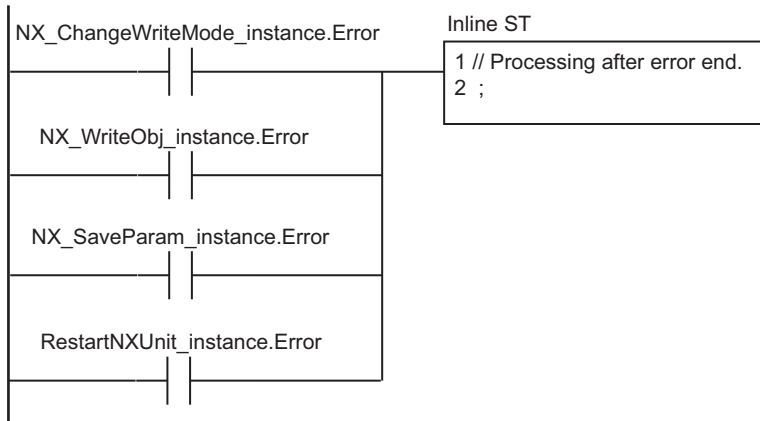 NX_ChangeWriteMode_instance.Error
Inline ST
1 // Processing after error end.
2 ;
NX_WriteObj_instance.Error
NX_SaveParam_instance.Error
RestartNXUnit_instance.Error